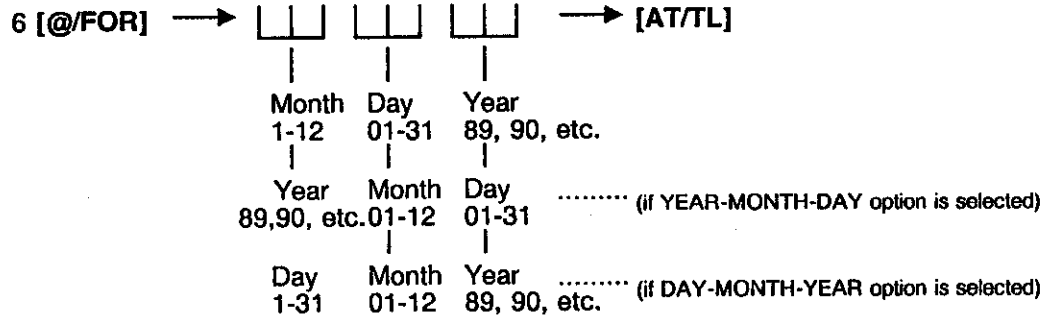 6 [@/FOR] → → [AT/TL]
Month Day Year
1-12 01-31 89, 90, etc.
Year Month Day ········· (if YEAR-MONTH-DAY option is selected)
89,90, etc. 01-12 01-31
Day Month Year ········· (if DAY-MONTH-YEAR option is selected)
1-31 01-12 89, 90, etc.